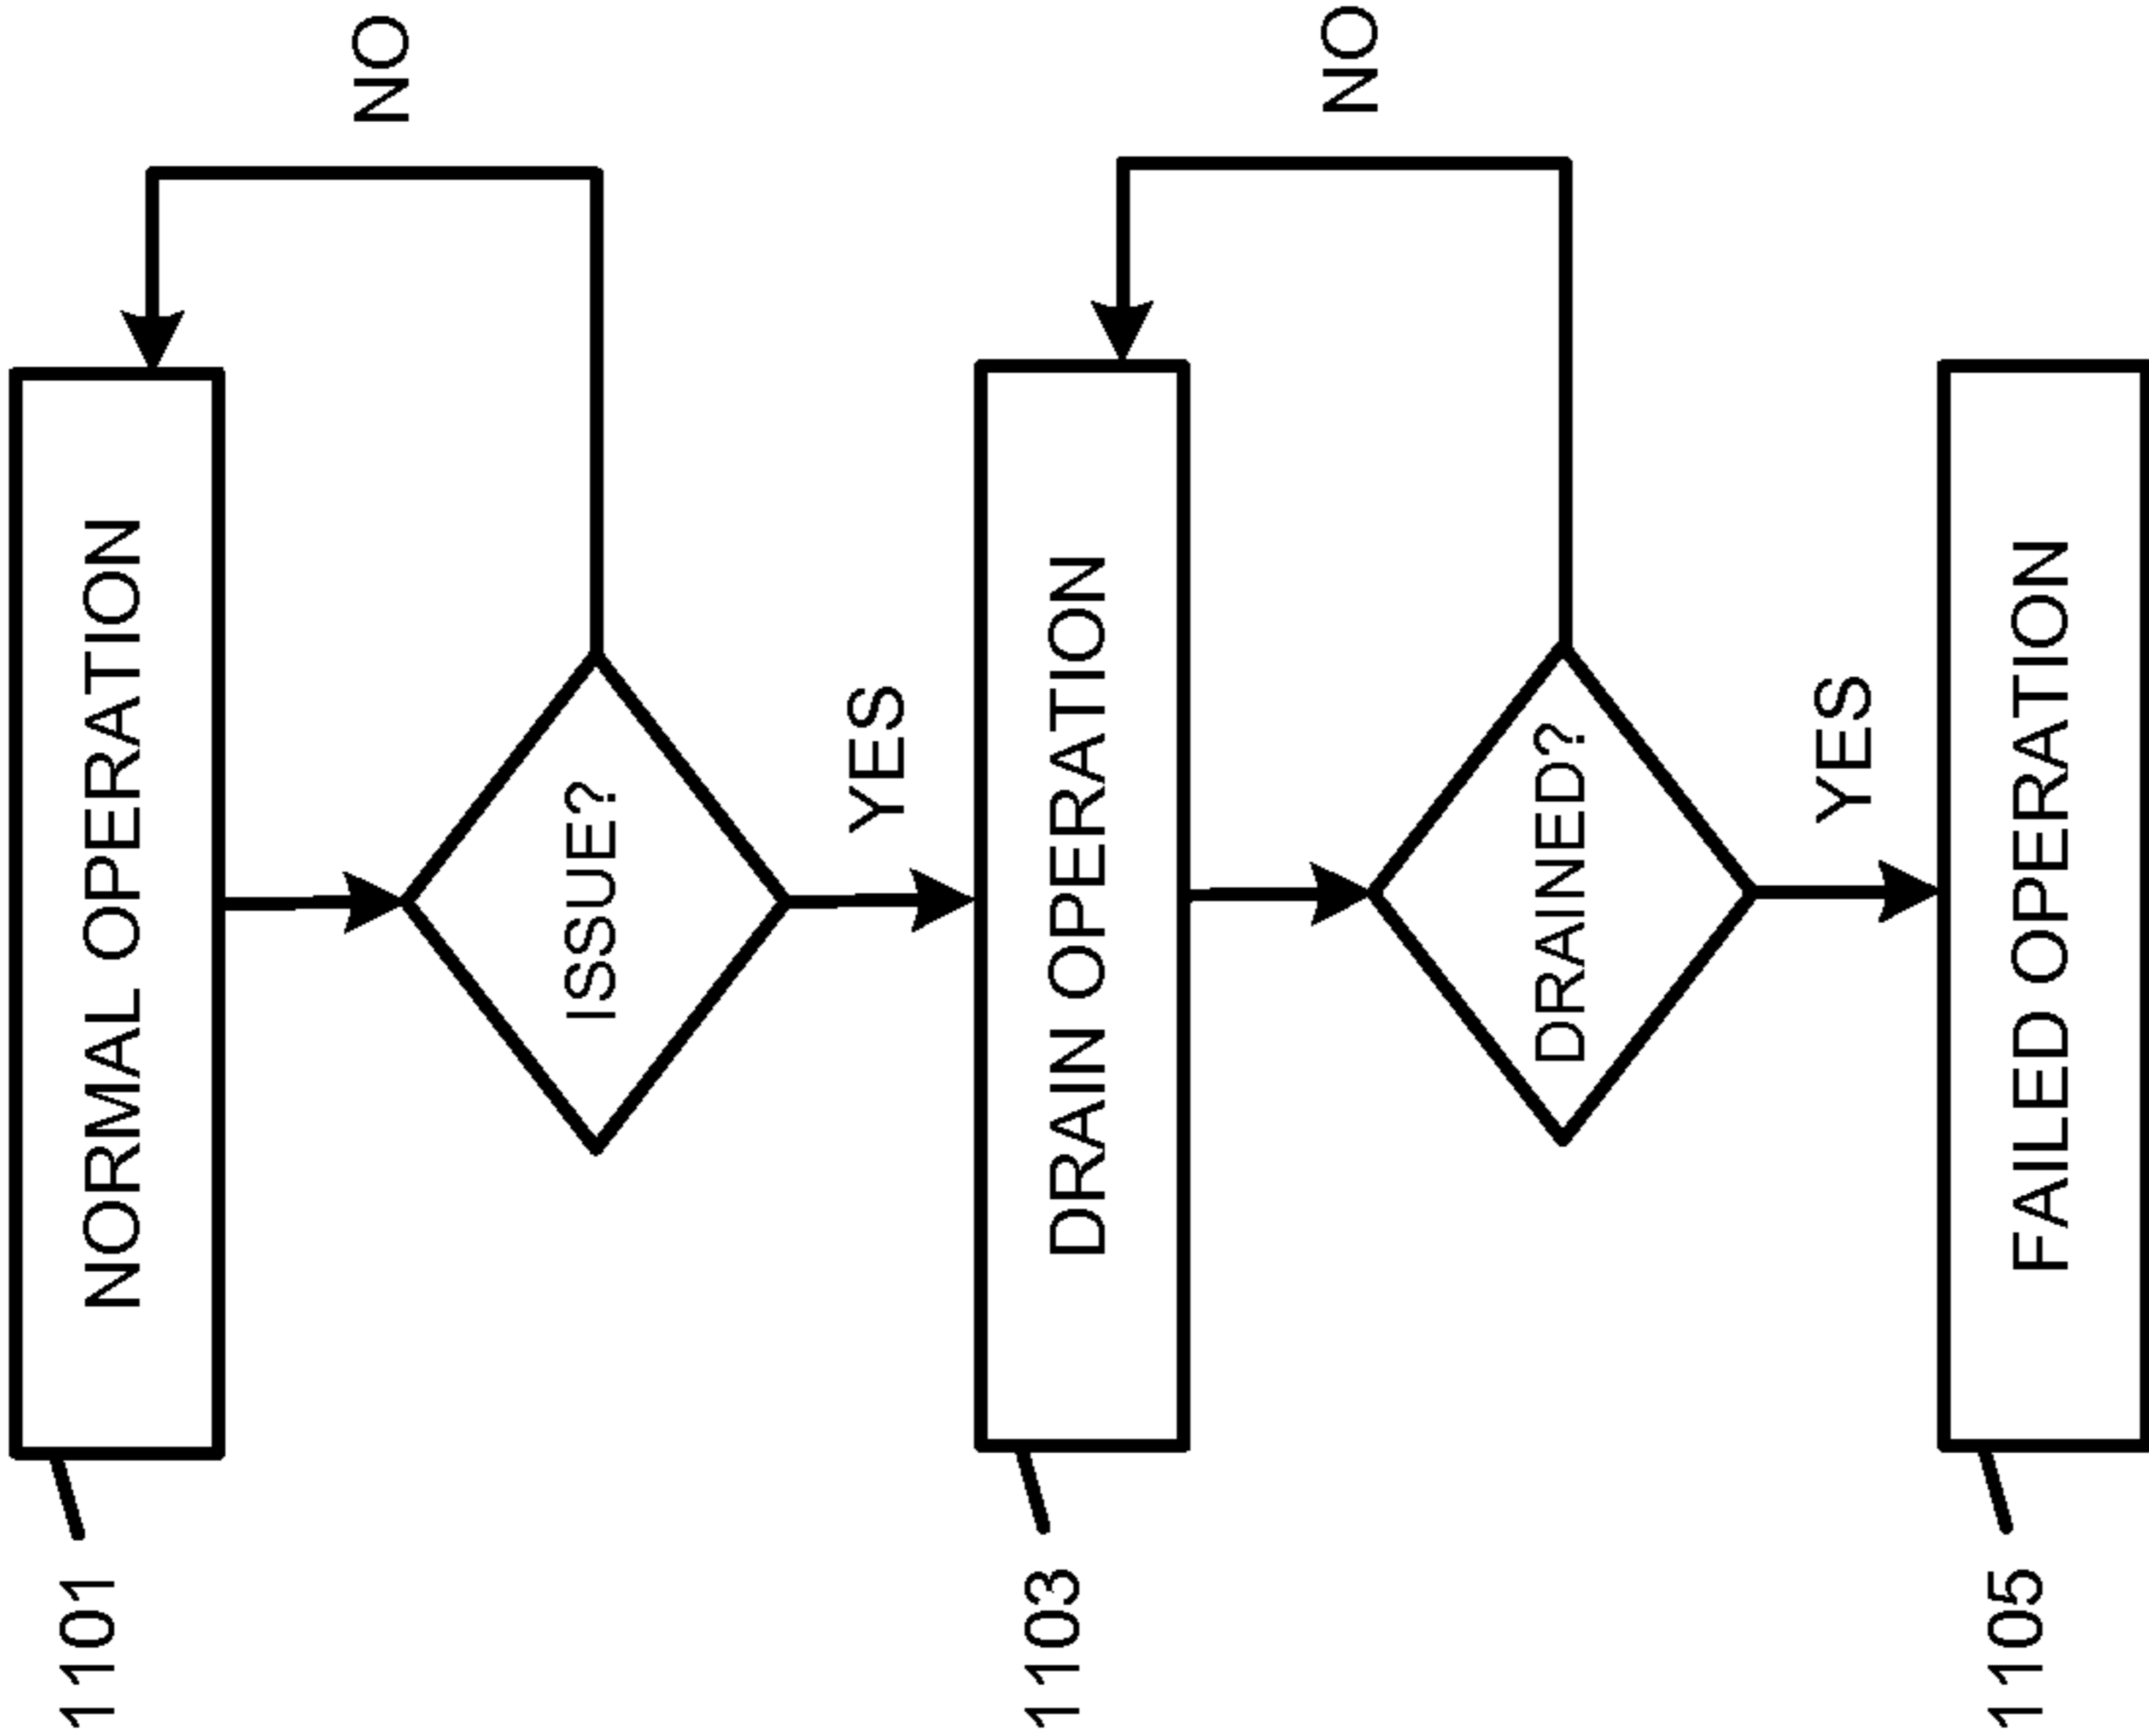 1101
NORMAL OPERATION
NO
ISSUE?
YES
1103
DRAIN OPERATION
NO
DRAINED?
YES
1105
FAILED OPERATION